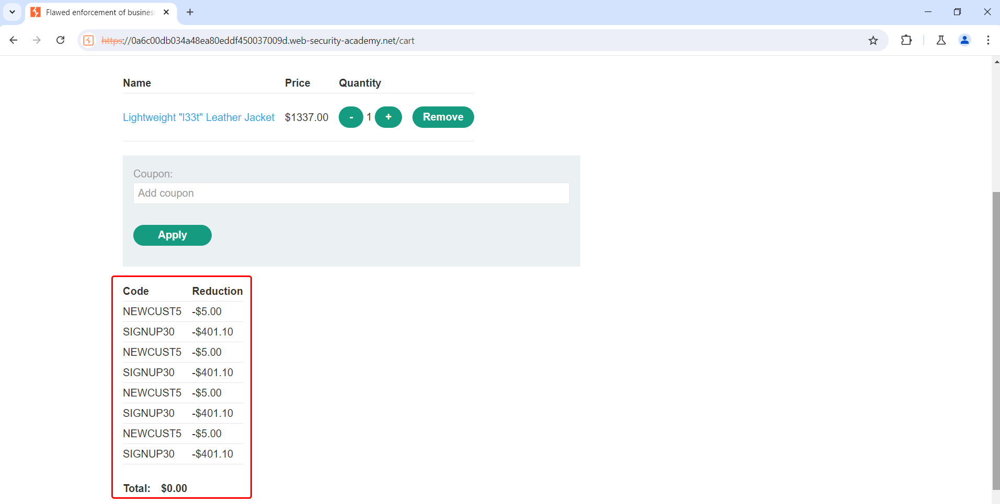 Flawed enforcement of busines
https://0a6c00db034a48ea80eddf450037009d.web-security-academy.net/cart
Name Price Quantity
Lightweight "l33t" Leather Jacket $1337.00 - 1 + Remove
Coupon:
Add coupon
Apply
Code Reduction
NEWCUST5 -$5.00
SIGNUP30 -$401.10
NEWCUST5 -$5.00
SIGNUP30 -$401.10
NEWCUST5 -$5.00
SIGNUP30 -$401.10
NEWCUST5 -$5.00
SIGNUP30 -$401.10
Total: $0.00